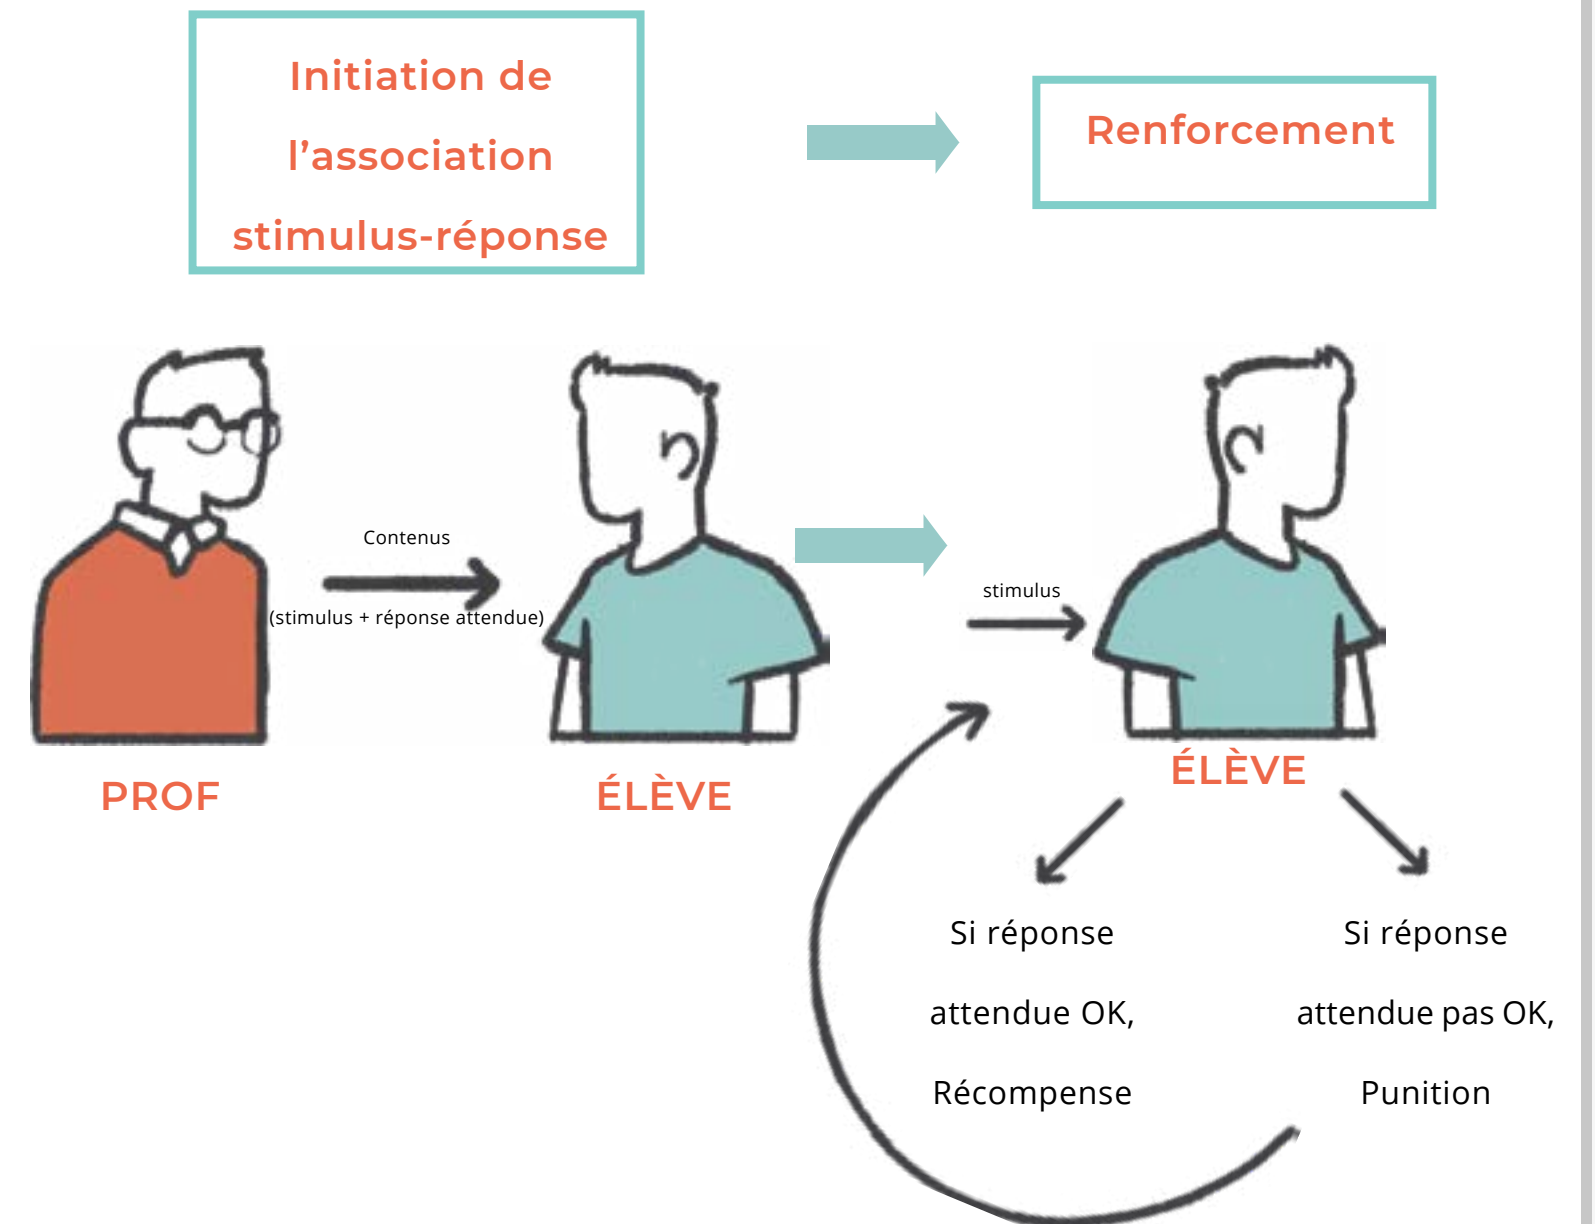 Initiation de
l’association
stimulus-réponse
Renforcement
Contenus
(stimulus + réponse attendue)
stimulus
PROF
ÉLÈVE
ÉLÈVE
Si réponse
attendue OK,
Récompense
Si réponse
attendue pas OK,
Punition